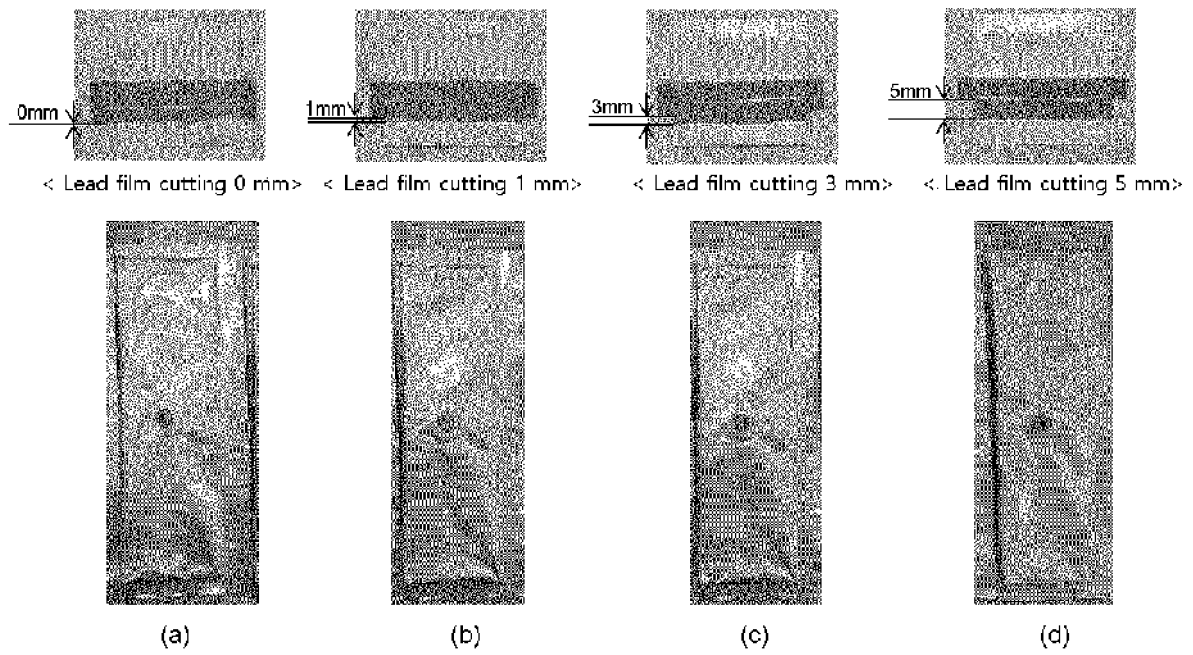 0mm
1mm
3mm
5mm
< Lead film cutting 0 mm>
< Lead film cutting 1 mm>
< Lead film cutting 3 mm>
<. Lead film cutting 5 mm>
(a)
(b)
(c)
(d)